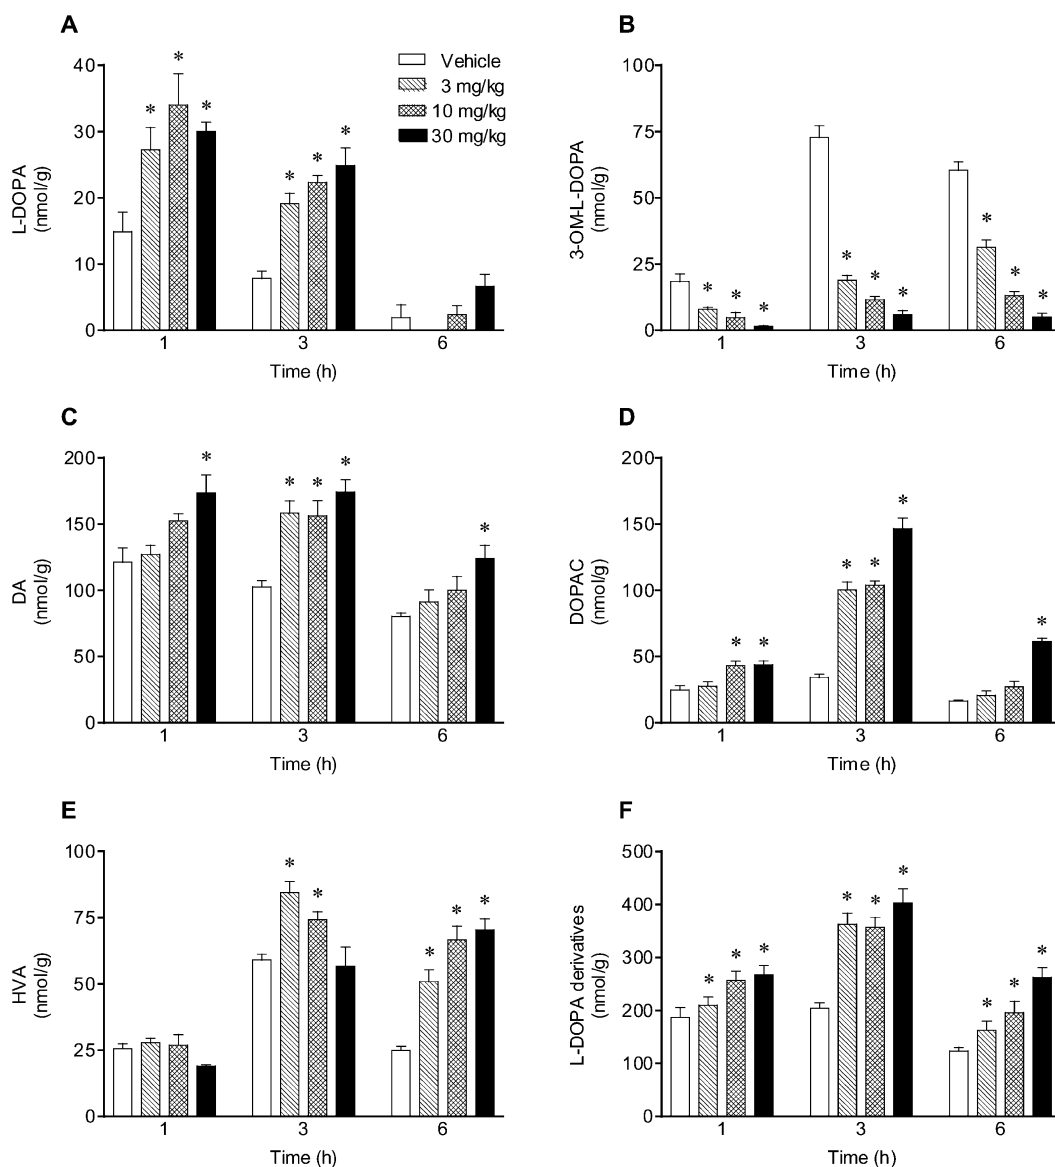 A
L-DOPA
(nmol/g)
40
30
20
10
0
* * * * * *
Vehicle
3 mg/kg
10 mg/kg
30 mg/kg
1 3 6
Time (h)
B
3-OM-L-DOPA
(nmol/g)
100
75
50
25
0
* * * * * * * * *
1 3 6
Time (h)
C
DA
(nmol/g)
200
150
100
50
0
* * * * *
1 3 6
Time (h)
D
DOPAC
(nmol/g)
200
150
100
50
0
* * * * * *
1 3 6
Time (h)
E
HVA
(nmol/g)
100
75
50
25
0
* * * * *
1 3 6
Time (h)
F
L-DOPA derivatives
(nmol/g)
500
400
300
200
100
0
* * * * * * * * *
1 3 6
Time (h)